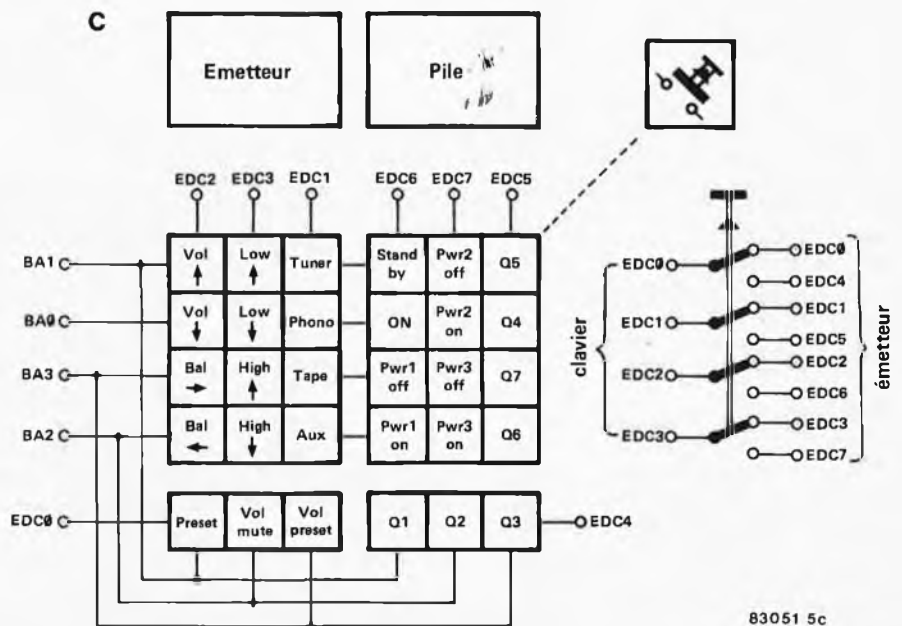 C
Emetteur
Pile
EDC2 EDC3 EDC1 EDC6 EDC7 EDC5
BA1
Vol ↑ Low ↑ Tuner Stand by Pwr2 off Q5
BA0
Vol ↓ Low ↓ Phono ON Pwr2 on Q4
BA3
Bal → High ↑ Tape Pwr1 off Pwr3 off Q7
BA2
Bal ← High ↓ Aux Pwr1 on Pwr3 on Q6
EDC0
Preset Vol mute Vol preset Q1 Q2 Q3
EDC4
clavier
EDCØ
EDC1
EDC2
EDC3
EDCØ
EDC4
EDC1
EDC5
EDC2
EDC6
EDC3
EDC7
émetteur
83051 5c